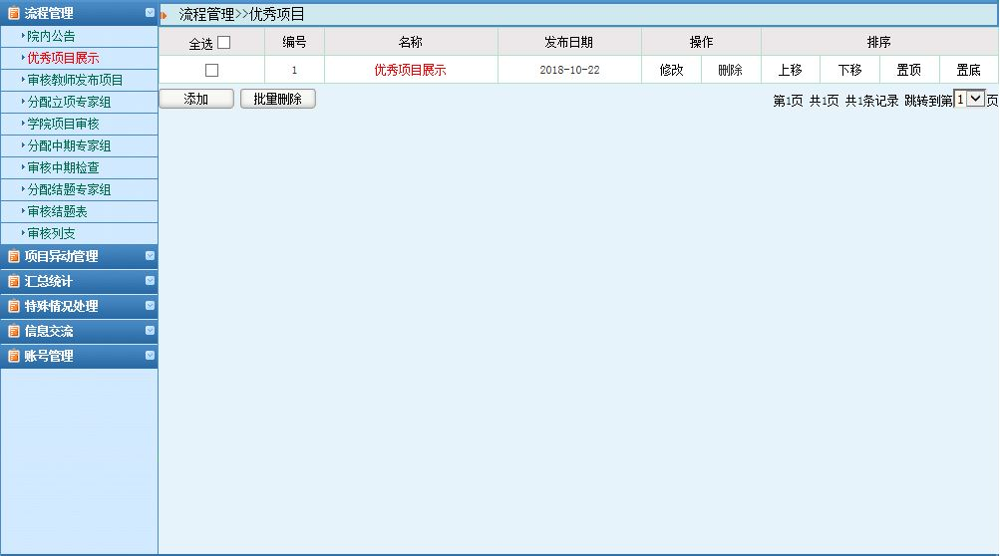 流程管理
院内公告
优秀项目展示
审核教师发布项目
分配立项专家组
学院项目审核
分配中期专家组
审核中期检查
分配结题专家组
审核结题表
审核列支
项目异动管理
汇总统计
特殊情况处理
信息交流
账号管理
流程管理>>优秀项目
全选 编号 名称 发布日期 操作 排序
1 优秀项目展示 2018-10-22 修改 删除 上移 下移 置顶 置底
添加 批量删除 第1页 共1页 共1条记录 跳转到第1页